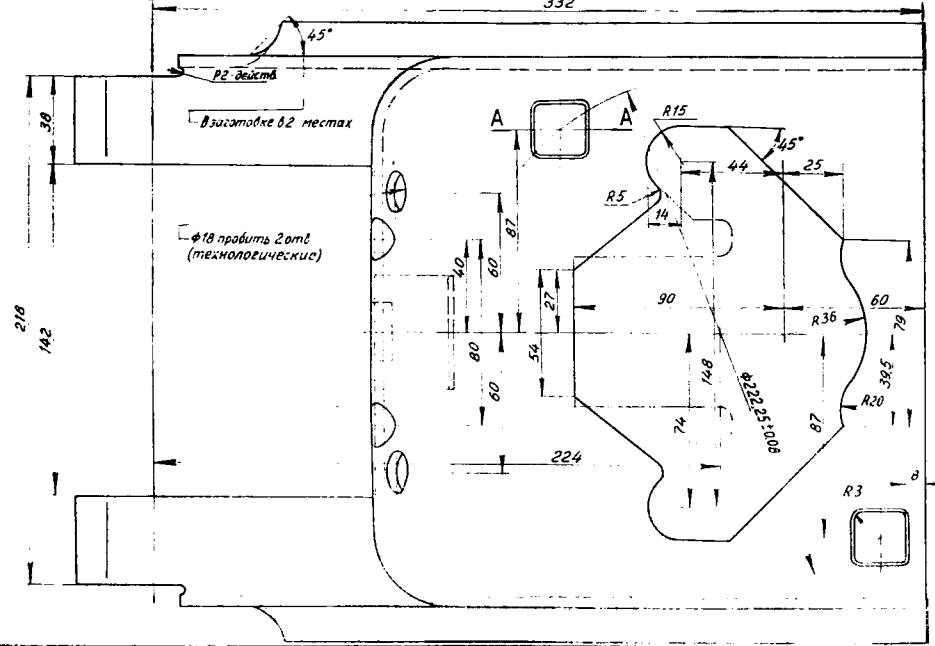 332
45°
R2 действ.
38
В заготовке в 2 местах
A A
R15
45°
44
25
R5
14
87
ф18 пробить 2 отв
(технологические)
40
60
27
90
60
R36
79
218
142
80
54
148
39,5
60
ф222,25±0,08
R20
74
87
224
8
R3